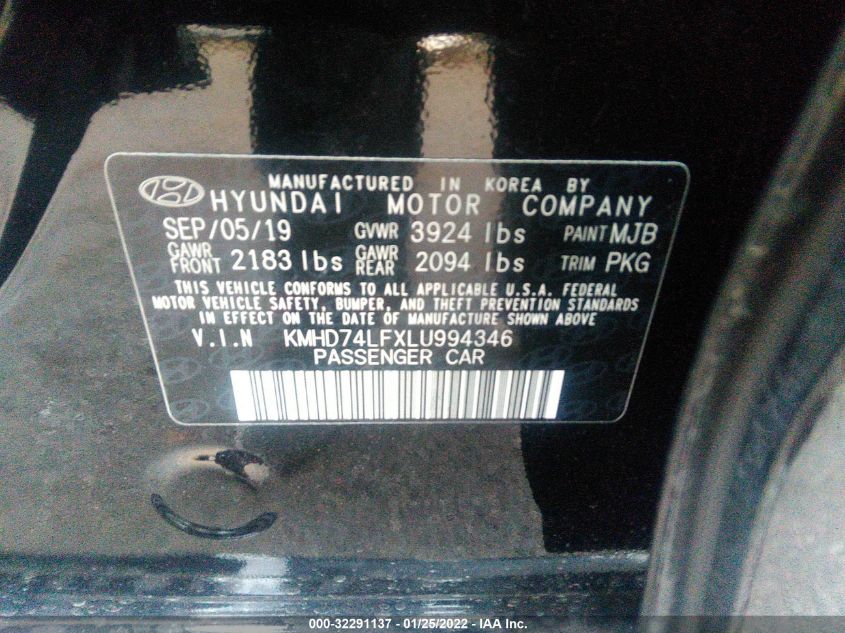 MANUFACTURED IN KOREA BY
HYUNDAI MOTOR COMPANY
SEP/05/19 GVWR 3924 lbs PAINT MJB
GAWR FRONT 2183 lbs GAWR REAR 2094 lbs TRIM PKG
THIS VEHICLE CONFORMS TO ALL APPLICABLE U.S.A. FEDERAL
MOTOR VEHICLE SAFETY, BUMPER, AND THEFT PREVENTION STANDARDS
IN EFFECT ON THE DATE OF MANUFACTURE SHOWN ABOVE
V.I.N KMHD74LFXLU994346
PASSENGER CAR
000-32291137 - 01/25/2022 - IAA Inc.